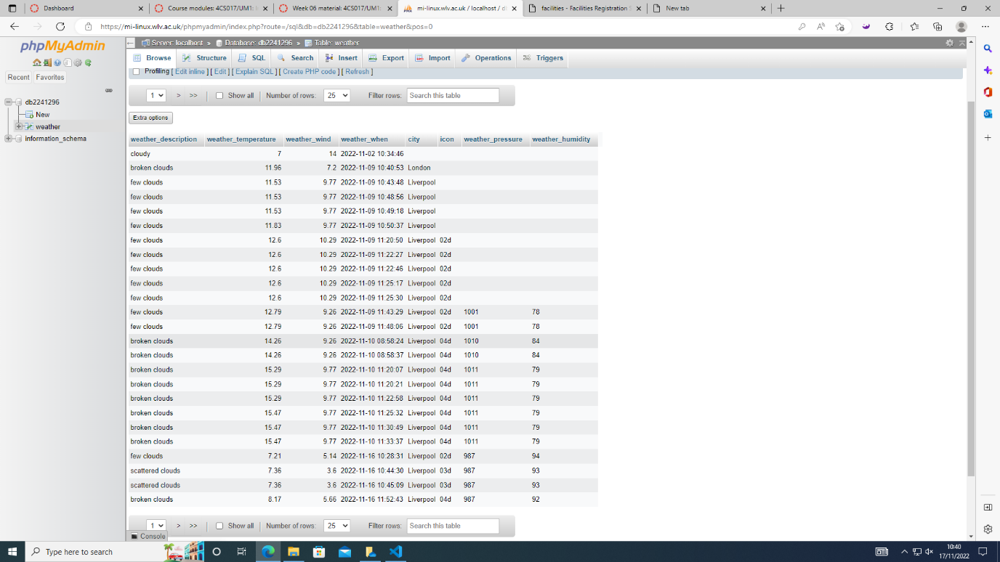 Dashboard
Course modules: 4CS017/UM1: I
Week 06 material: 4CS017/UM1:
mi-linux.wlv.ac.uk / localhost / d
facilities - Facilities Registration S
New tab
https://mi-linux.wlv.ac.uk/phpmyadmin/index.php?route=/sql&db=db2241296&table=weather&pos=0
phpMyAdmin
Recent Favorites
db2241296
New
weather
information_schema
Server: localhost » Database: db2241296 » Table: weather
Browse Structure SQL Search Insert Export Import Operations Triggers
Profiling [ Edit inline ] [ Edit ] [ Explain SQL ] [ Create PHP code ] [ Refresh ]
1 > >> Show all Number of rows: 25 Filter rows: Search this table
Extra options
weather_description weather_temperature weather_wind weather_when city icon weather_pressure weather_humidity
cloudy 7 14 2022-11-02 10:34:46
broken clouds 11.96 7.2 2022-11-09 10:40:53 London
few clouds 11.53 9.77 2022-11-09 10:43:48 Liverpool
few clouds 11.53 9.77 2022-11-09 10:48:56 Liverpool
few clouds 11.53 9.77 2022-11-09 10:49:18 Liverpool
few clouds 11.83 9.77 2022-11-09 10:50:37 Liverpool
few clouds 12.6 10.29 2022-11-09 11:20:50 Liverpool 02d
few clouds 12.6 10.29 2022-11-09 11:22:27 Liverpool 02d
few clouds 12.6 10.29 2022-11-09 11:22:46 Liverpool 02d
few clouds 12.6 10.29 2022-11-09 11:25:17 Liverpool 02d
few clouds 12.6 10.29 2022-11-09 11:25:30 Liverpool 02d
few clouds 12.79 9.26 2022-11-09 11:43:29 Liverpool 02d 1001 78
few clouds 12.79 9.26 2022-11-09 11:48:06 Liverpool 02d 1001 78
broken clouds 14.26 9.26 2022-11-10 08:58:24 Liverpool 04d 1010 84
broken clouds 14.26 9.26 2022-11-10 08:58:37 Liverpool 04d 1010 84
broken clouds 15.29 9.77 2022-11-10 11:20:07 Liverpool 04d 1011 79
broken clouds 15.29 9.77 2022-11-10 11:20:21 Liverpool 04d 1011 79
broken clouds 15.29 9.77 2022-11-10 11:22:58 Liverpool 04d 1011 79
broken clouds 15.47 9.77 2022-11-10 11:25:32 Liverpool 04d 1011 79
broken clouds 15.47 9.77 2022-11-10 11:30:49 Liverpool 04d 1011 79
broken clouds 15.47 9.77 2022-11-10 11:33:37 Liverpool 04d 1011 79
few clouds 7.21 5.14 2022-11-16 10:28:31 Liverpool 02d 987 94
scattered clouds 7.36 3.6 2022-11-16 10:44:30 Liverpool 03d 987 93
scattered clouds 7.36 3.6 2022-11-16 10:45:09 Liverpool 03d 987 93
broken clouds 8.17 5.66 2022-11-16 11:52:43 Liverpool 04d 987 92
1 > >> Show all Number of rows: 25 Filter rows: Search this table
Console
Type here to search
10:40
17/11/2022